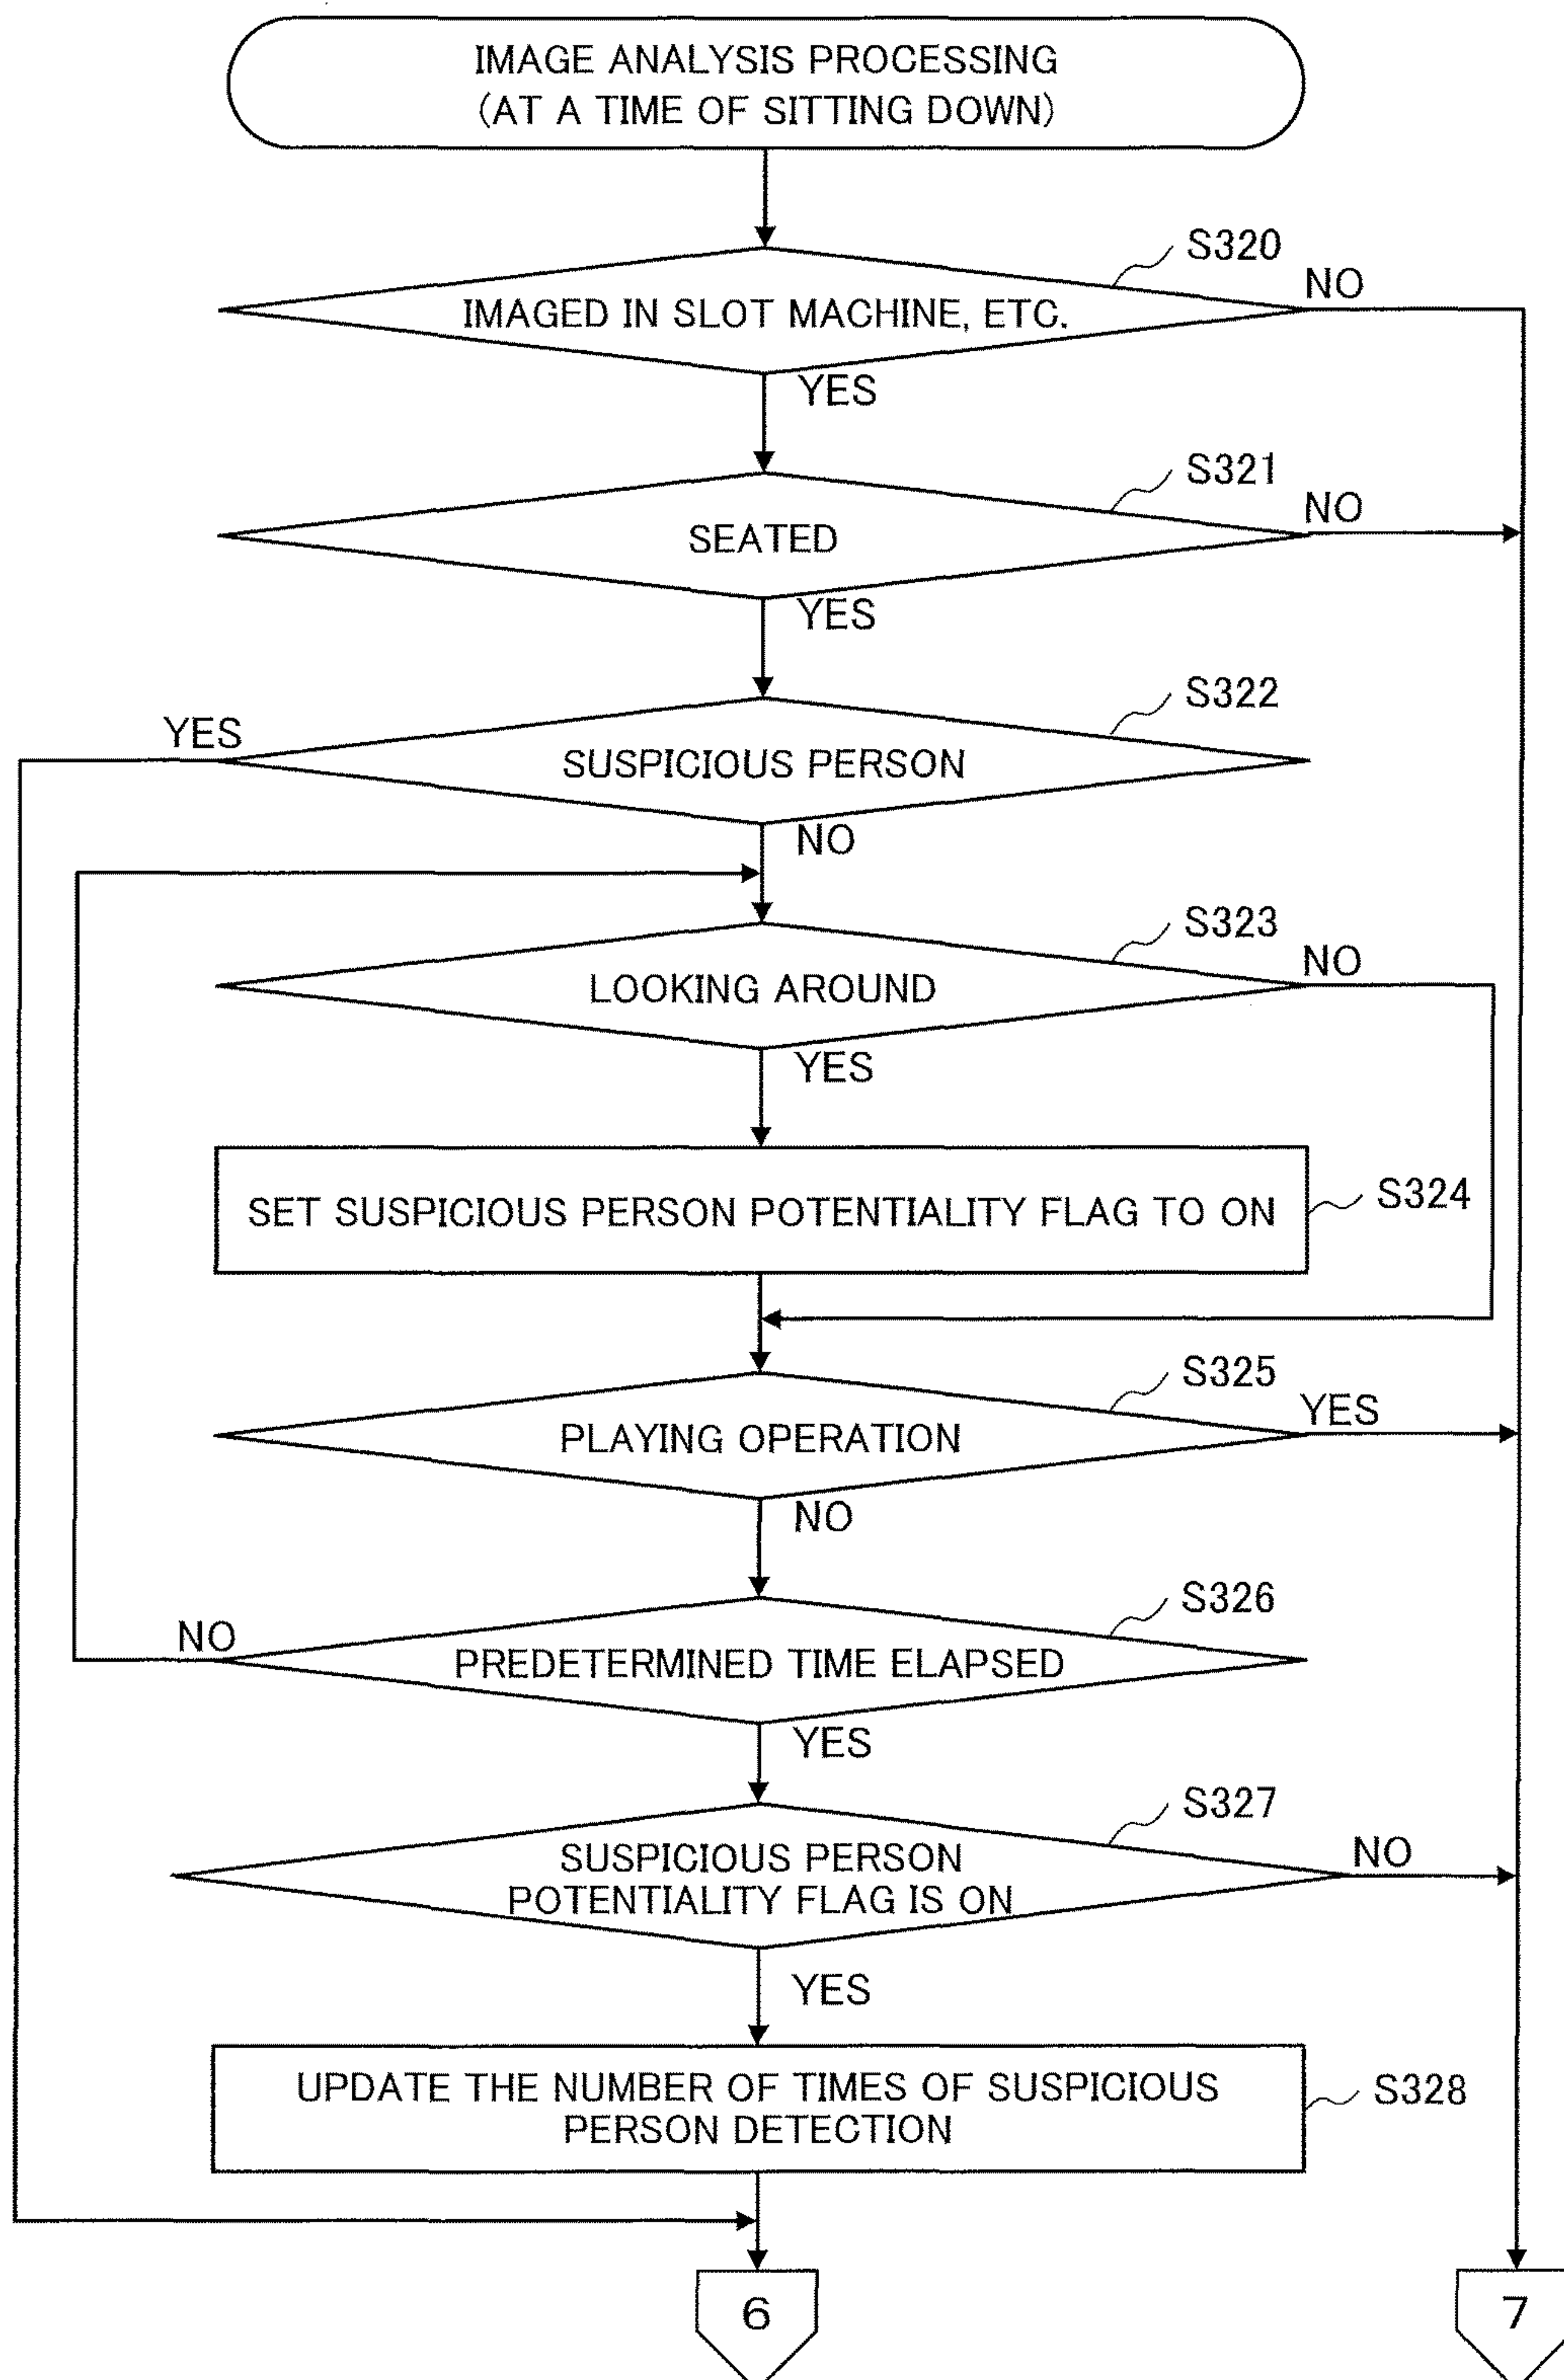 IMAGE ANALYSIS PROCESSING
(AT A TIME OF SITTING DOWN)
S320
NO
IMAGED IN SLOT MACHINE, ETC.
YES
S321
NO
SEATED
YES
S322
YES
SUSPICIOUS PERSON
NO
S323
NO
LOOKING AROUND
YES
SET SUSPICIOUS PERSON POTENTIALITY FLAG TO ON
S324
S325
YES
PLAYING OPERATION
NO
S326
NO
PREDETERMINED TIME ELAPSED
YES
S327
NO
SUSPICIOUS PERSON
POTENTIALITY FLAG IS ON
YES
UPDATE THE NUMBER OF TIMES OF SUSPICIOUS
PERSON DETECTION
S328
6
7